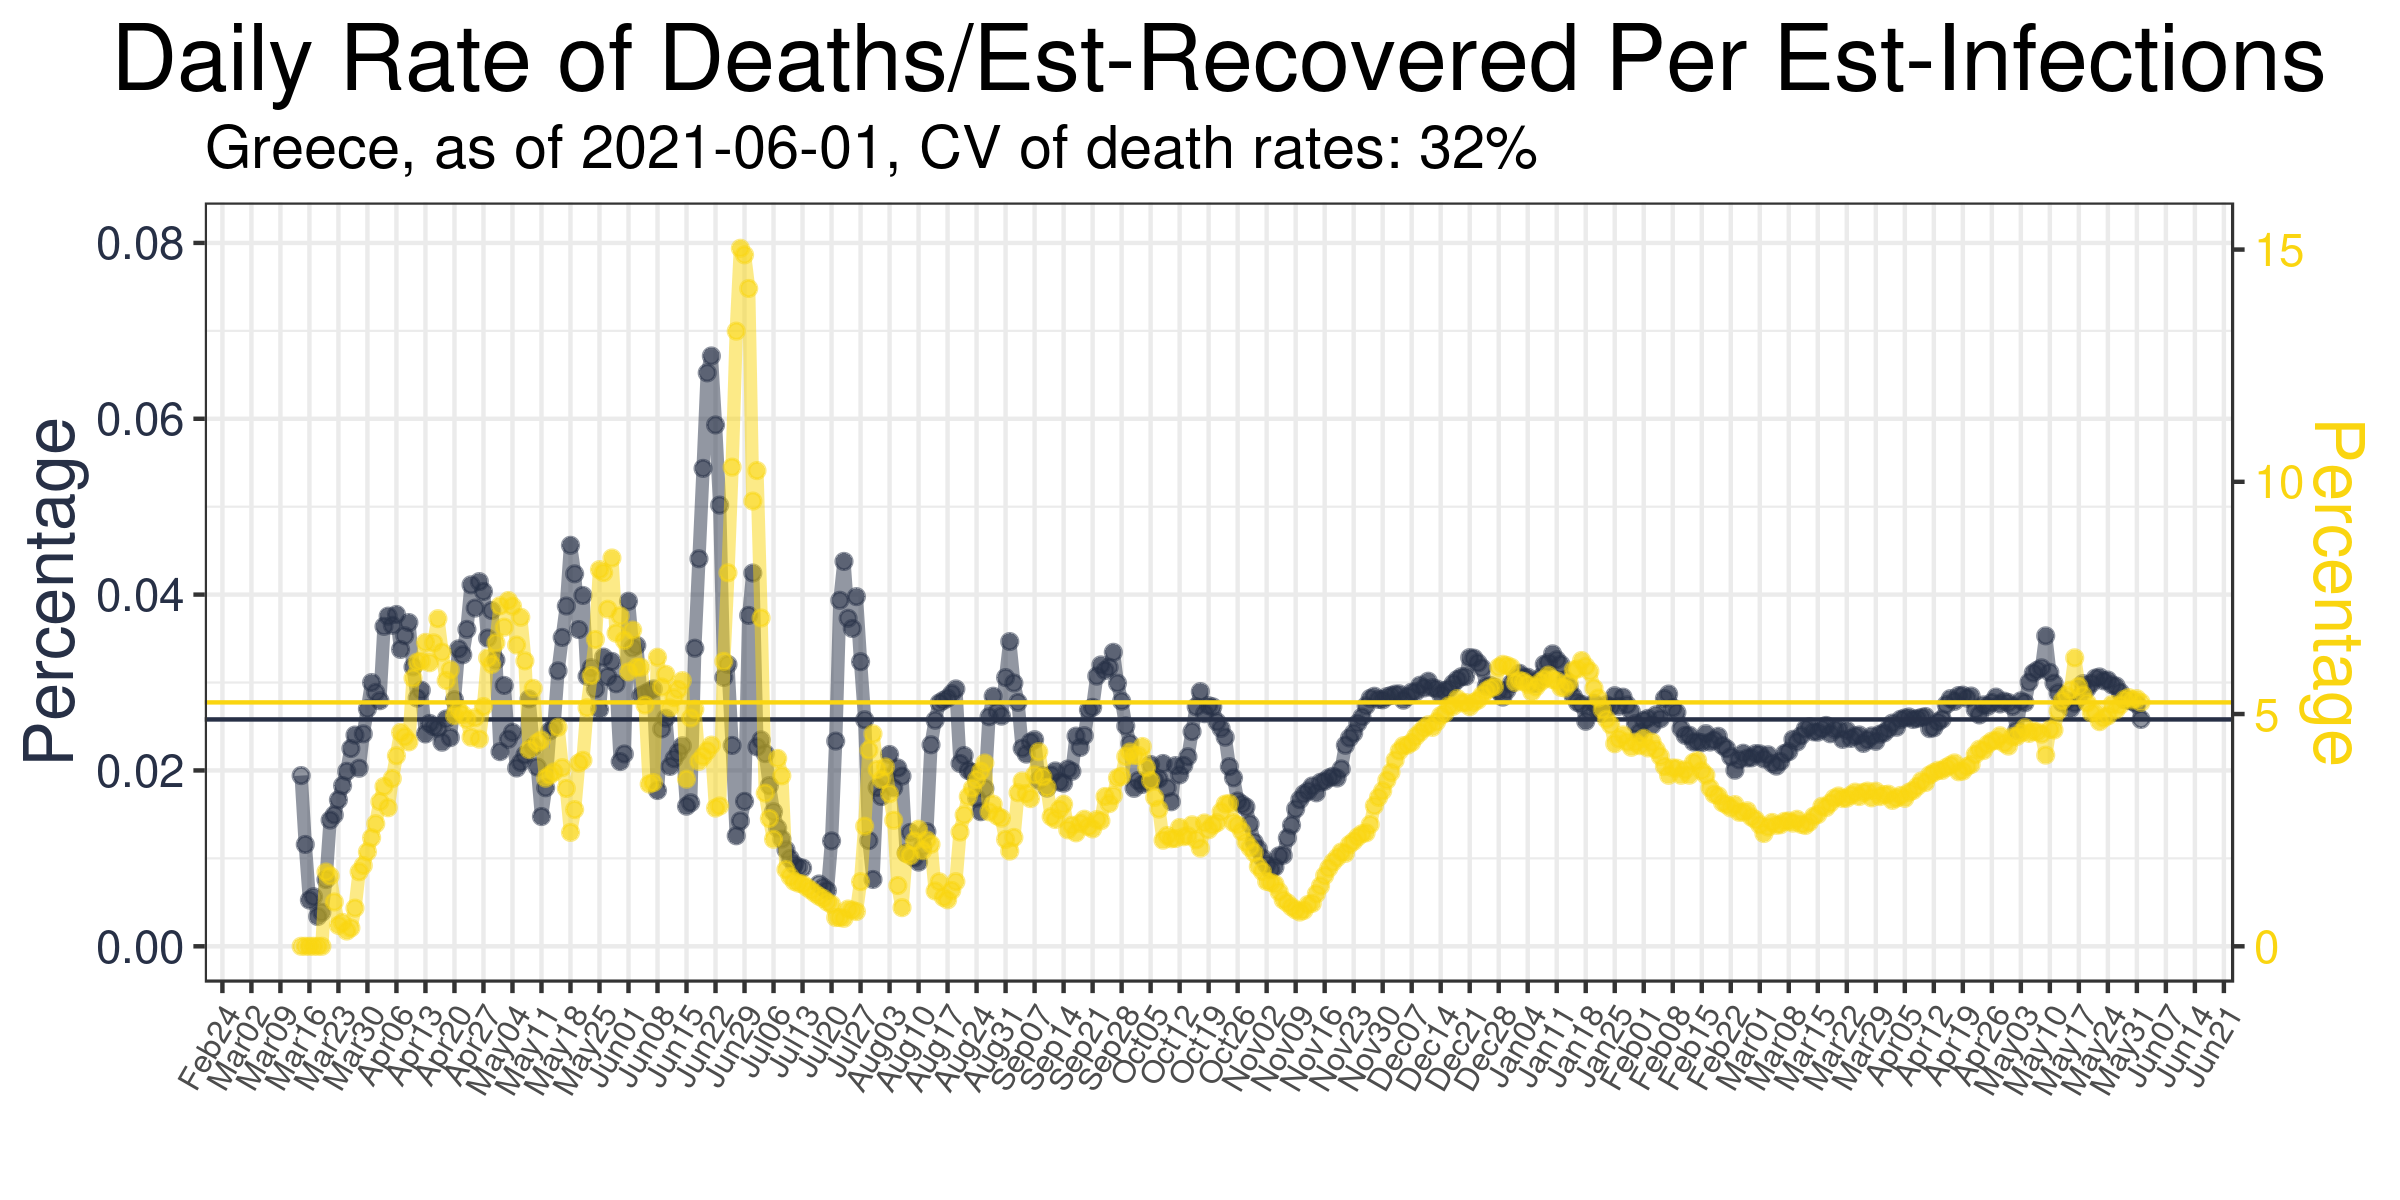 Daily Rate of Deaths/Est-Recovered Per Est-Infections
Greece, as of 2021-06-01, CV of death rates: 32%
Percentage
0.08
0.06
0.04
0.02
0.00
15
10
5
0
Percentage
Feb24
Mar02
Mar09
Mar16
Mar23
Mar30
Apr06
Apr13
Apr20
Apr27
May04
May11
May18
May25
Jun01
Jun08
Jun15
Jun22
Jun29
Jul06
Jul13
Jul20
Jul27
Aug03
Aug10
Aug17
Aug24
Aug31
Sep07
Sep14
Sep21
Sep28
Oct05
Oct12
Oct19
Oct26
Nov02
Nov09
Nov16
Nov23
Nov30
Dec07
Dec14
Dec21
Dec28
Jan04
Jan11
Jan18
Jan25
Feb01
Feb08
Feb15
Feb22
Mar01
Mar08
Mar15
Mar22
Mar29
Apr05
Apr12
Apr19
Apr26
May03
May10
May17
May24
May31
Jun07
Jun14
Jun21